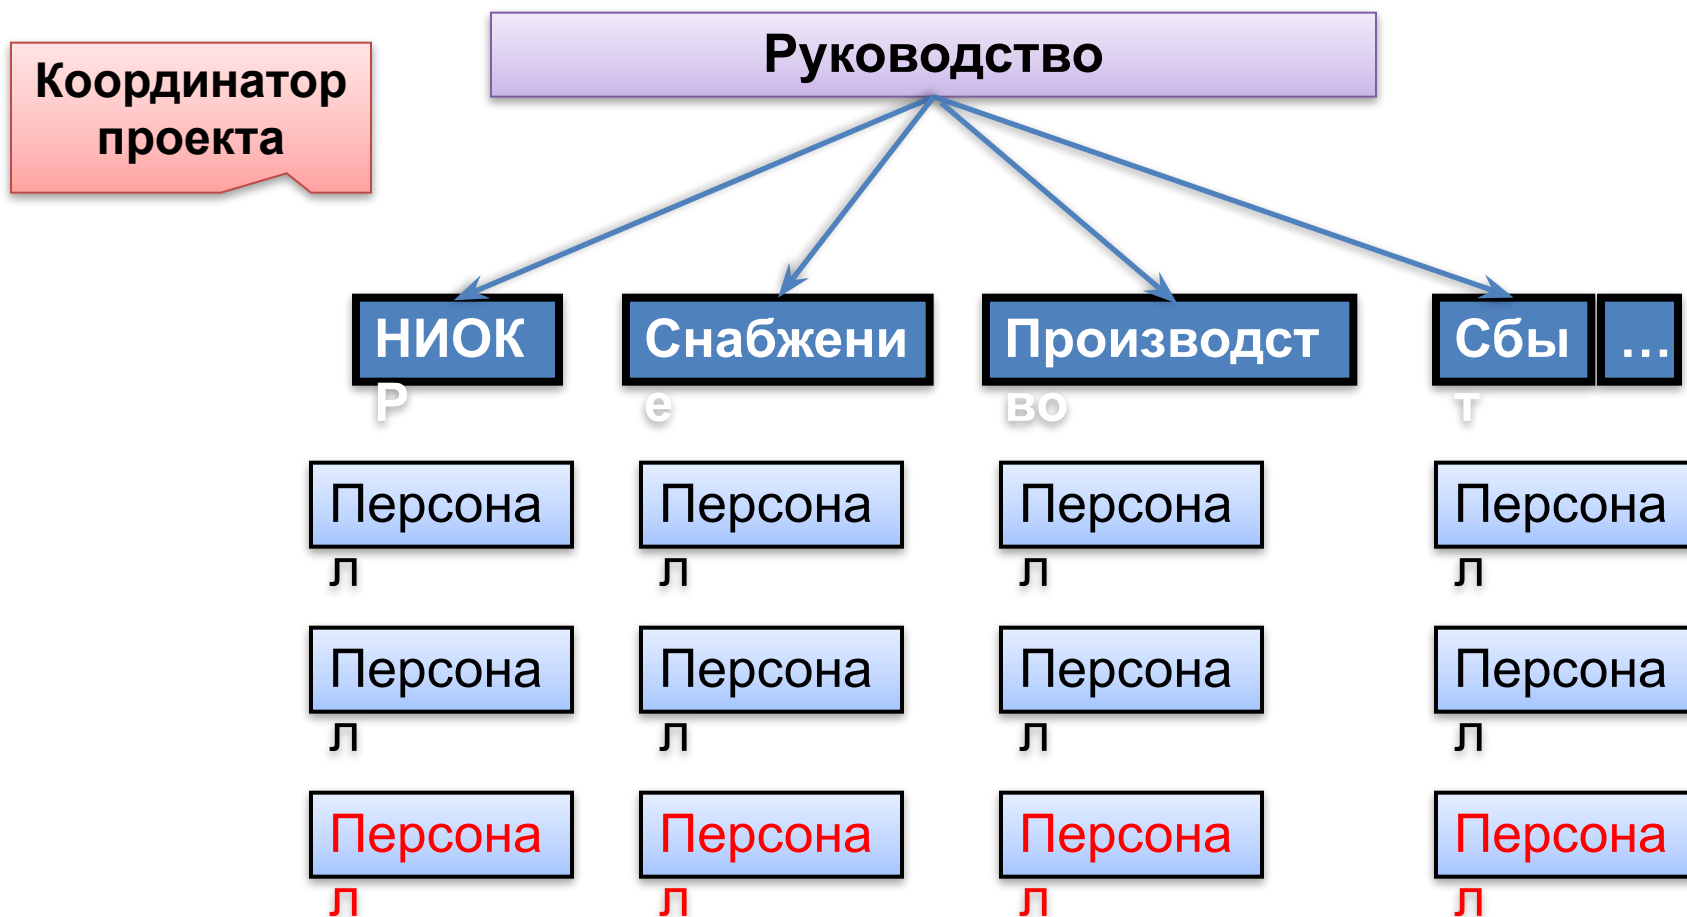 Руководство
Координатор
проекта
НИОК
Р
Снабжени
е
Производст
во
Сбы
т
...
Персона
л
Персона
л
Персона
л
Персона
л
Персона
л
Персона
л
Персона
л
Персона
л
Персона
л
Персона
л
Персона
л
Персона
л